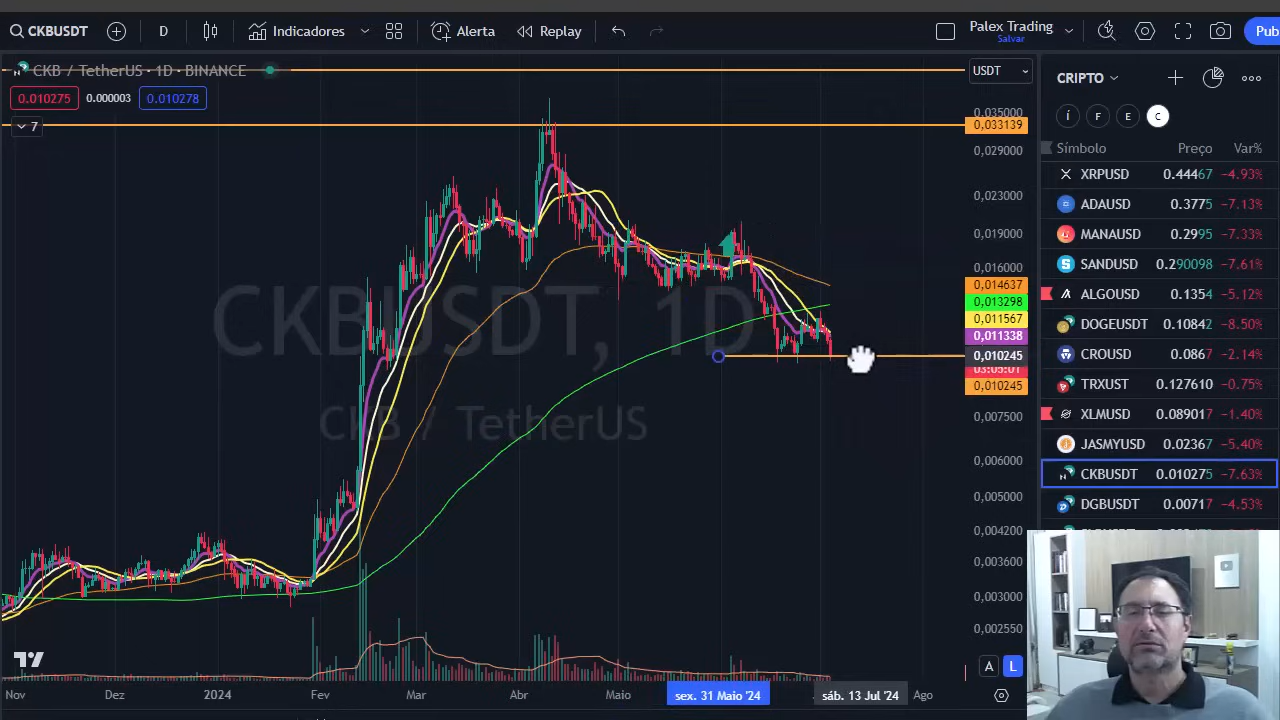 CKBUSDT
D
Indicadores
Alerta
Replay
Palex Trading
Salvar
Pub
CKB / TetherUS · 1D · BINANCE
USDT
0.010275
0.000003
0.010278
7
CKBUSDT, 1D
CKB / TetherUS
0,035000
0,033139
0,029000
0,023000
0,019000
0,016000
0,014637
0,013298
0,011567
0,011338
0,010245
03:05:01
0,010245
0,007500
0,006000
0,005000
0,004200
0,003600
0,003000
0,002550
A
L
Nov
Dez
2024
Fev
Mar
Abr
Maio
sex. 31 Maio '24
sáb. 13 Jul '24
Ago
CRIPTO
Í
F
E
C
Símbolo Preço Var%
XRPUSD 0.44467 −4.93%
ADAUSD 0.3775 −7.13%
MANAUSD 0.2995 −7.33%
SANDUSD 0.290098 −7.61%
ALGOUSD 0.1354 −5.12%
DOGEUSDT 0.10842 −8.50%
CROUSD 0.0867 −2.14%
TRXUST 0.127610 −0.75%
XLMUSD 0.089017 −1.40%
JASMYUSD 0.02367 −5.40%
CKBUSDT 0.010275 −7.63%
DGBUSDT 0.00717 −4.53%